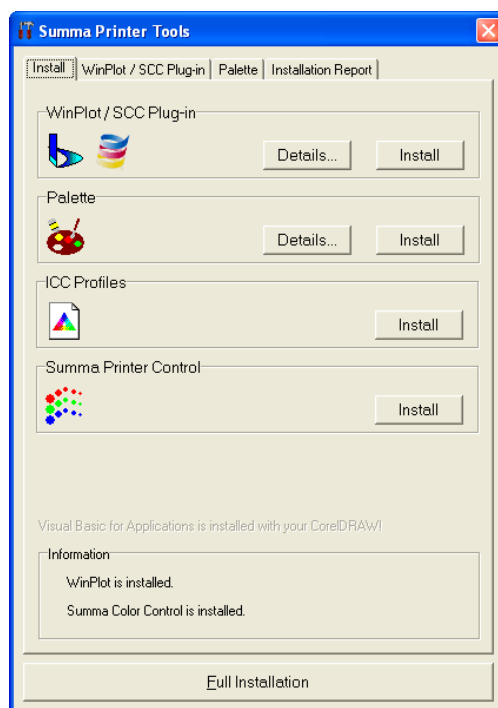 Summa Printer Tools
Install WinPlot / SCC Plug-in Palette Installation Report
WinPlot / SCC Plug-in
Details... Install
Palette
Details... Install
ICC Profiles
Install
Summa Printer Control
Install
Visual Basic for Applications is installed with your CorelDRAW!
Information
WinPlot is installed.
Summa Color Control is installed.
Full Installation